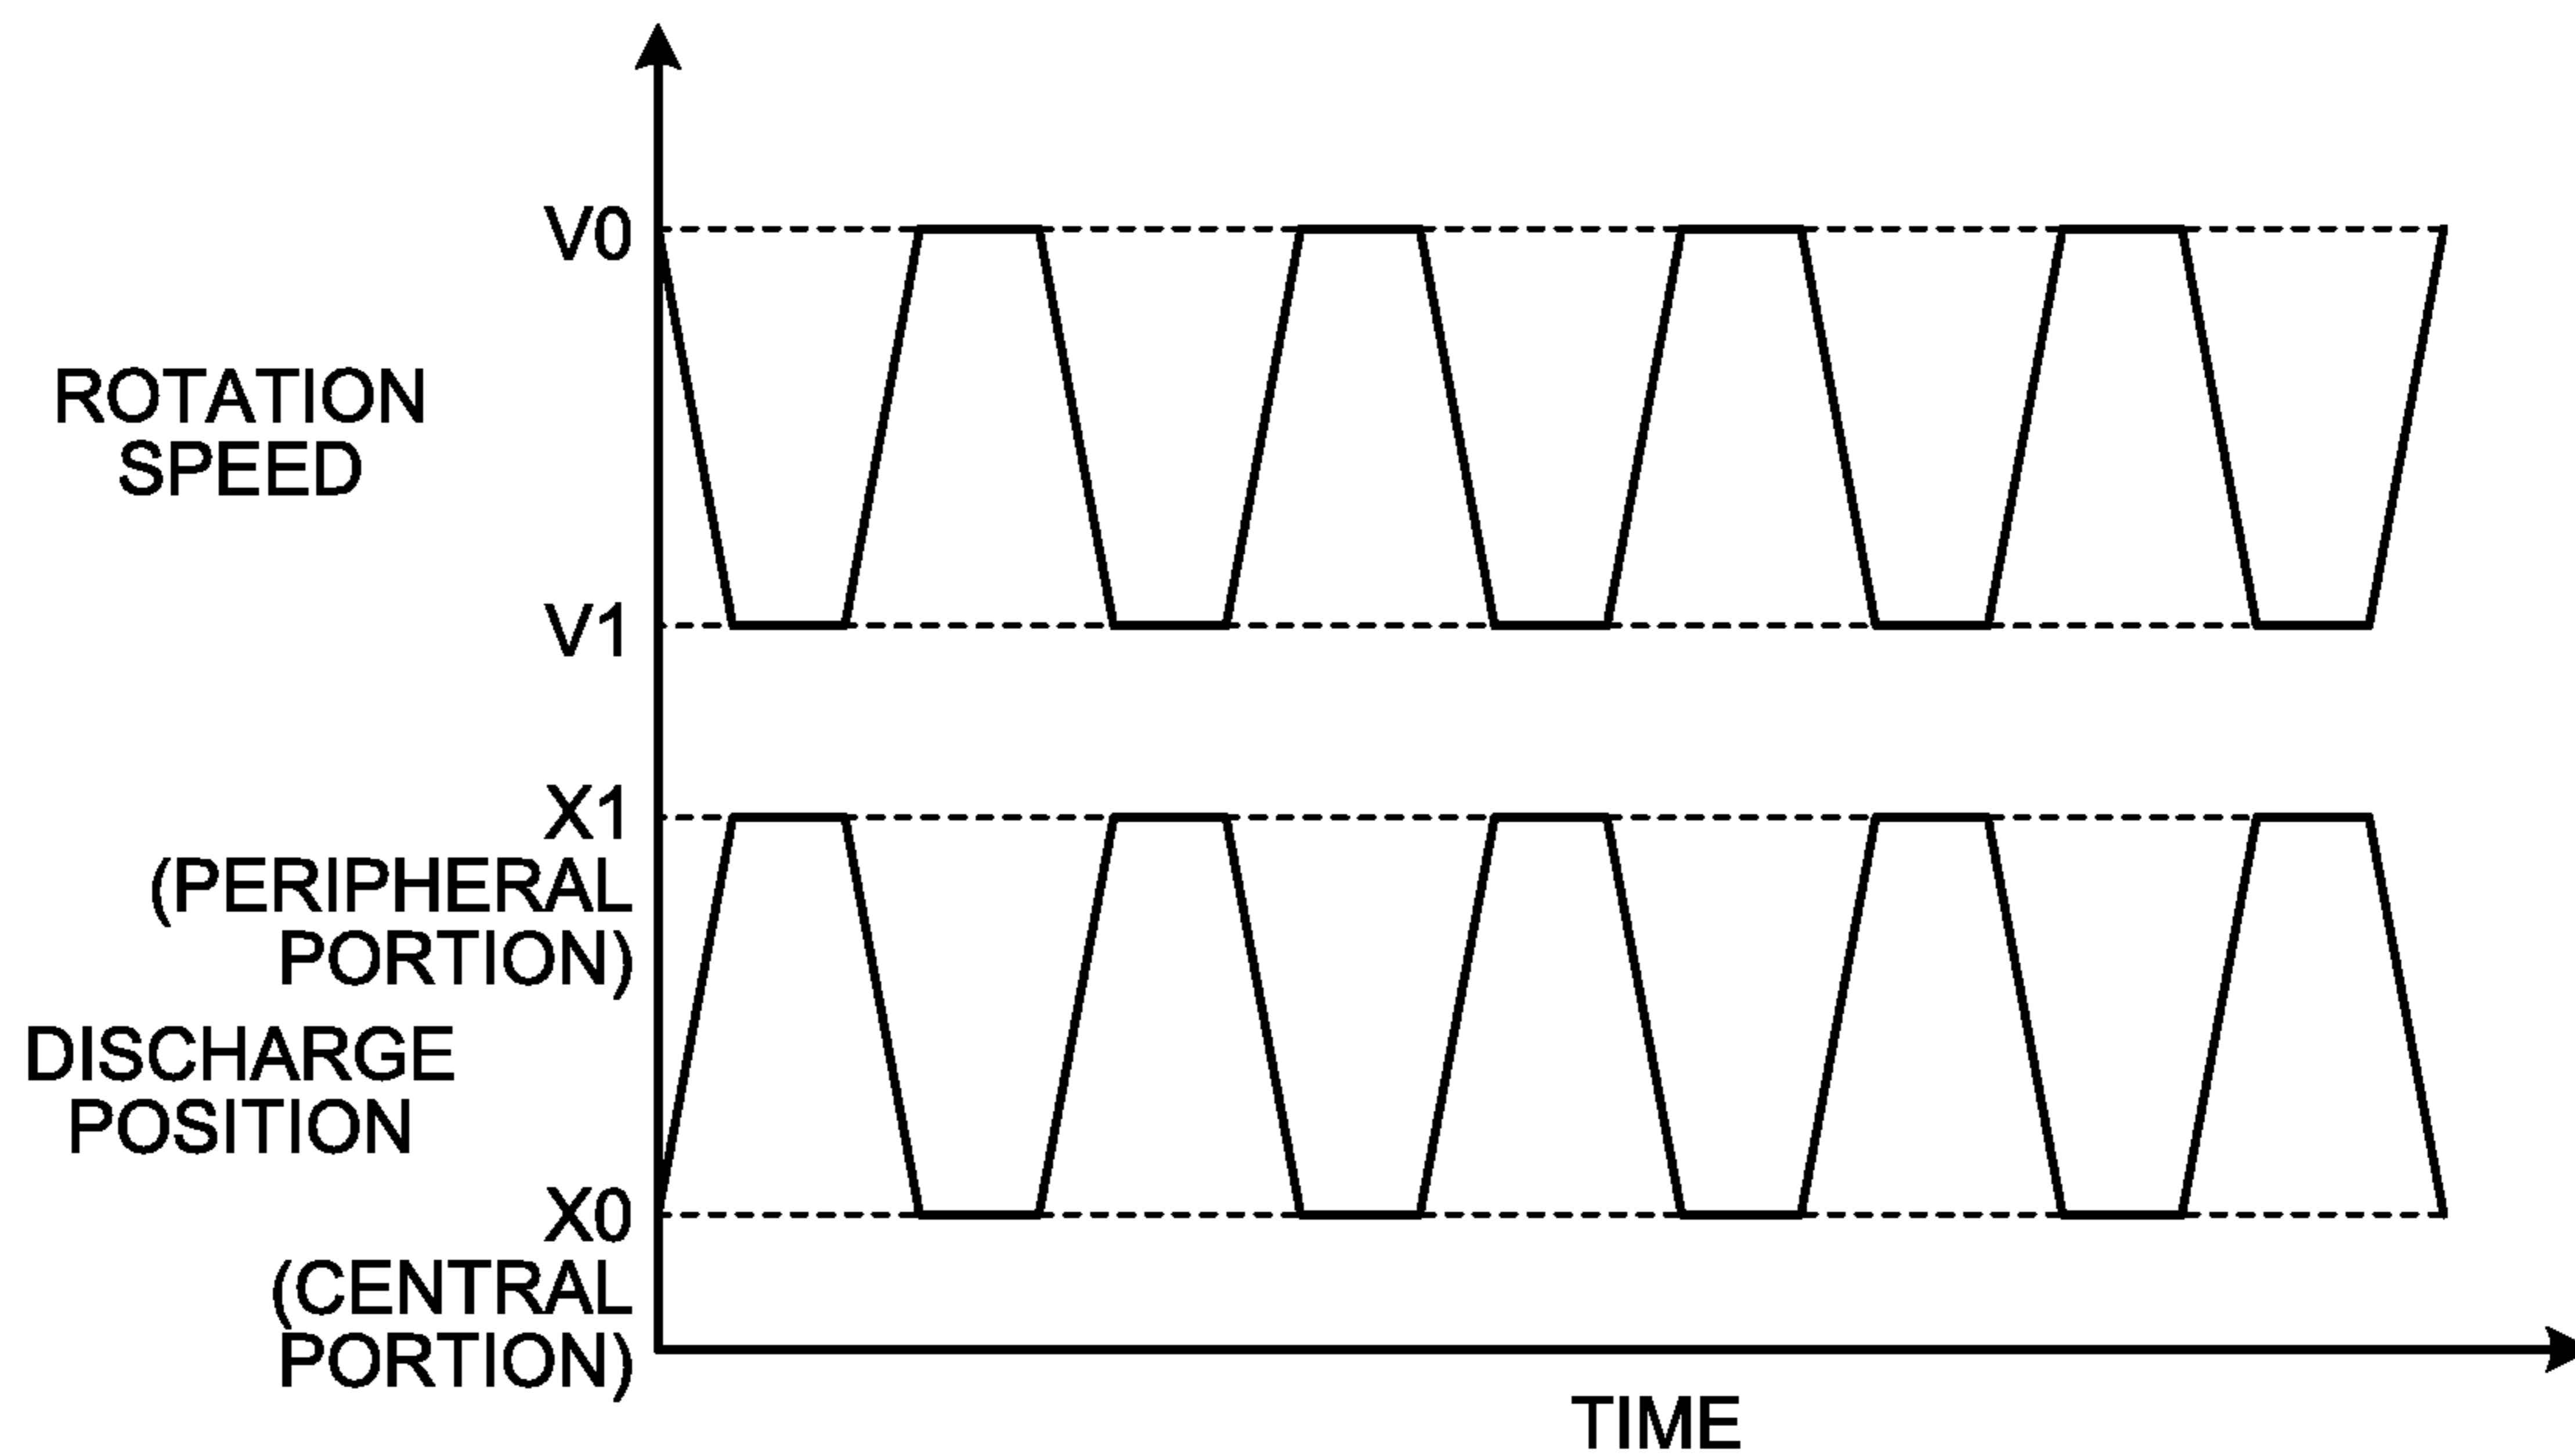 V0
ROTATION
SPEED
V1
X1
(PERIPHERAL
PORTION)
DISCHARGE
POSITION
X0
(CENTRAL
PORTION)
TIME